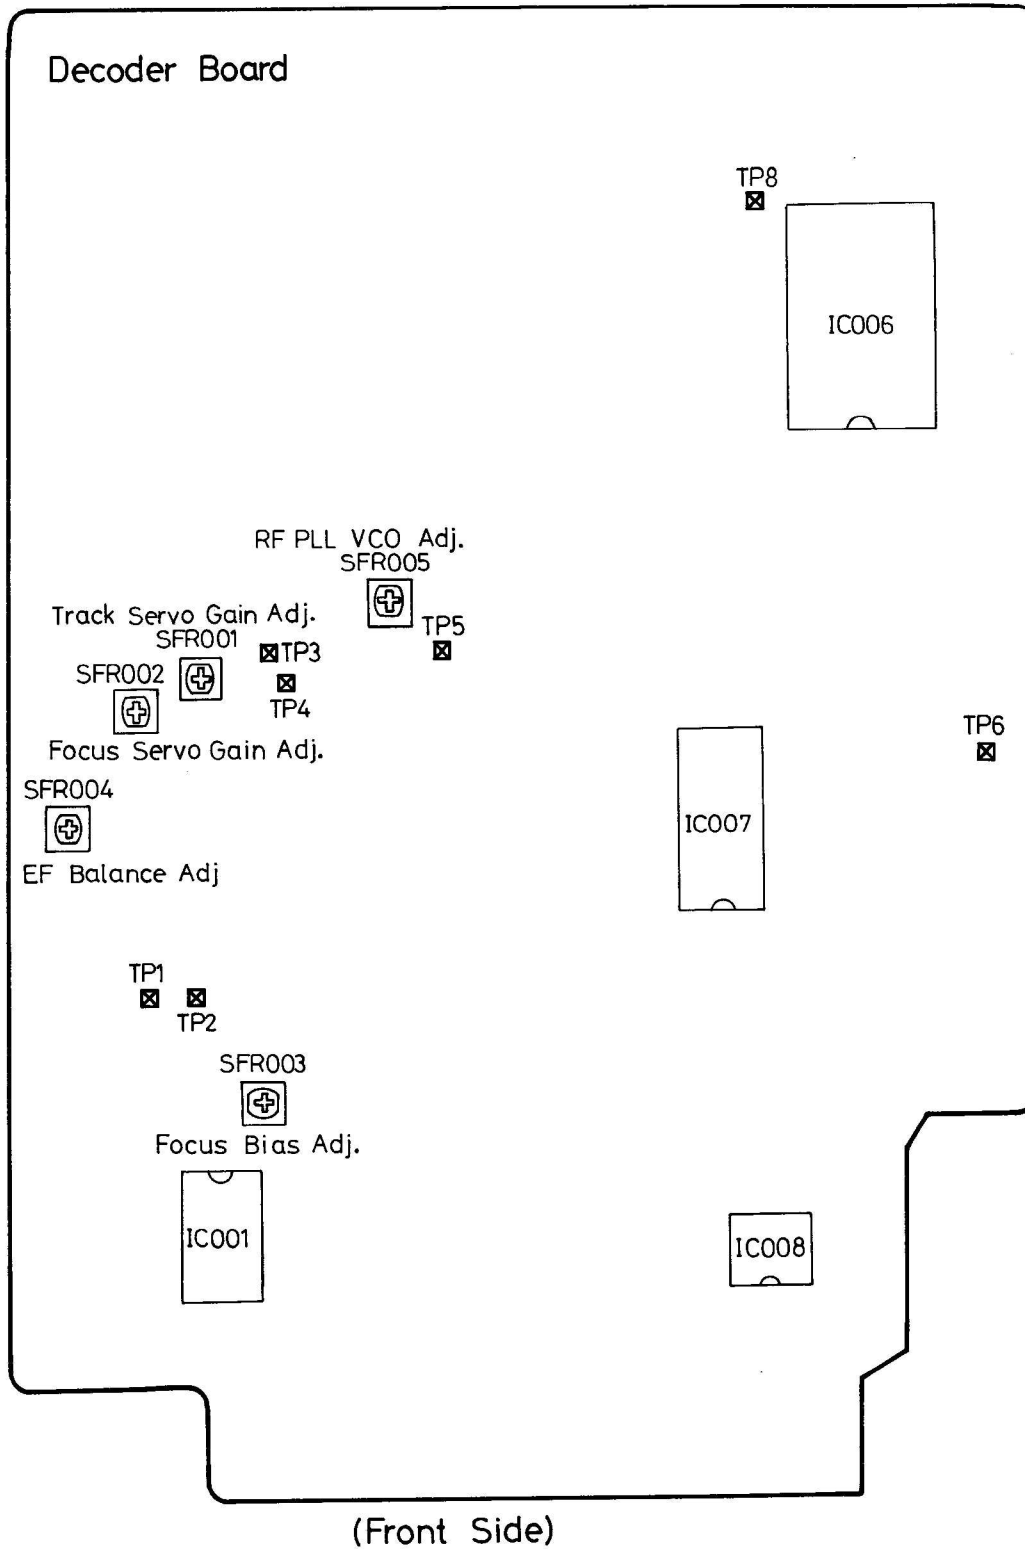 Decoder Board
TP8
IC006
RF PLL VCO Adj.
SFR005
Track Servo Gain Adj.
SFR001
TP3
TP5
SFR002
TP4
Focus Servo Gain Adj.
TP6
SFR004
IC007
EF Balance Adj
TP1
TP2
SFR003
Focus Bias Adj.
IC001
IC008
(Front Side)